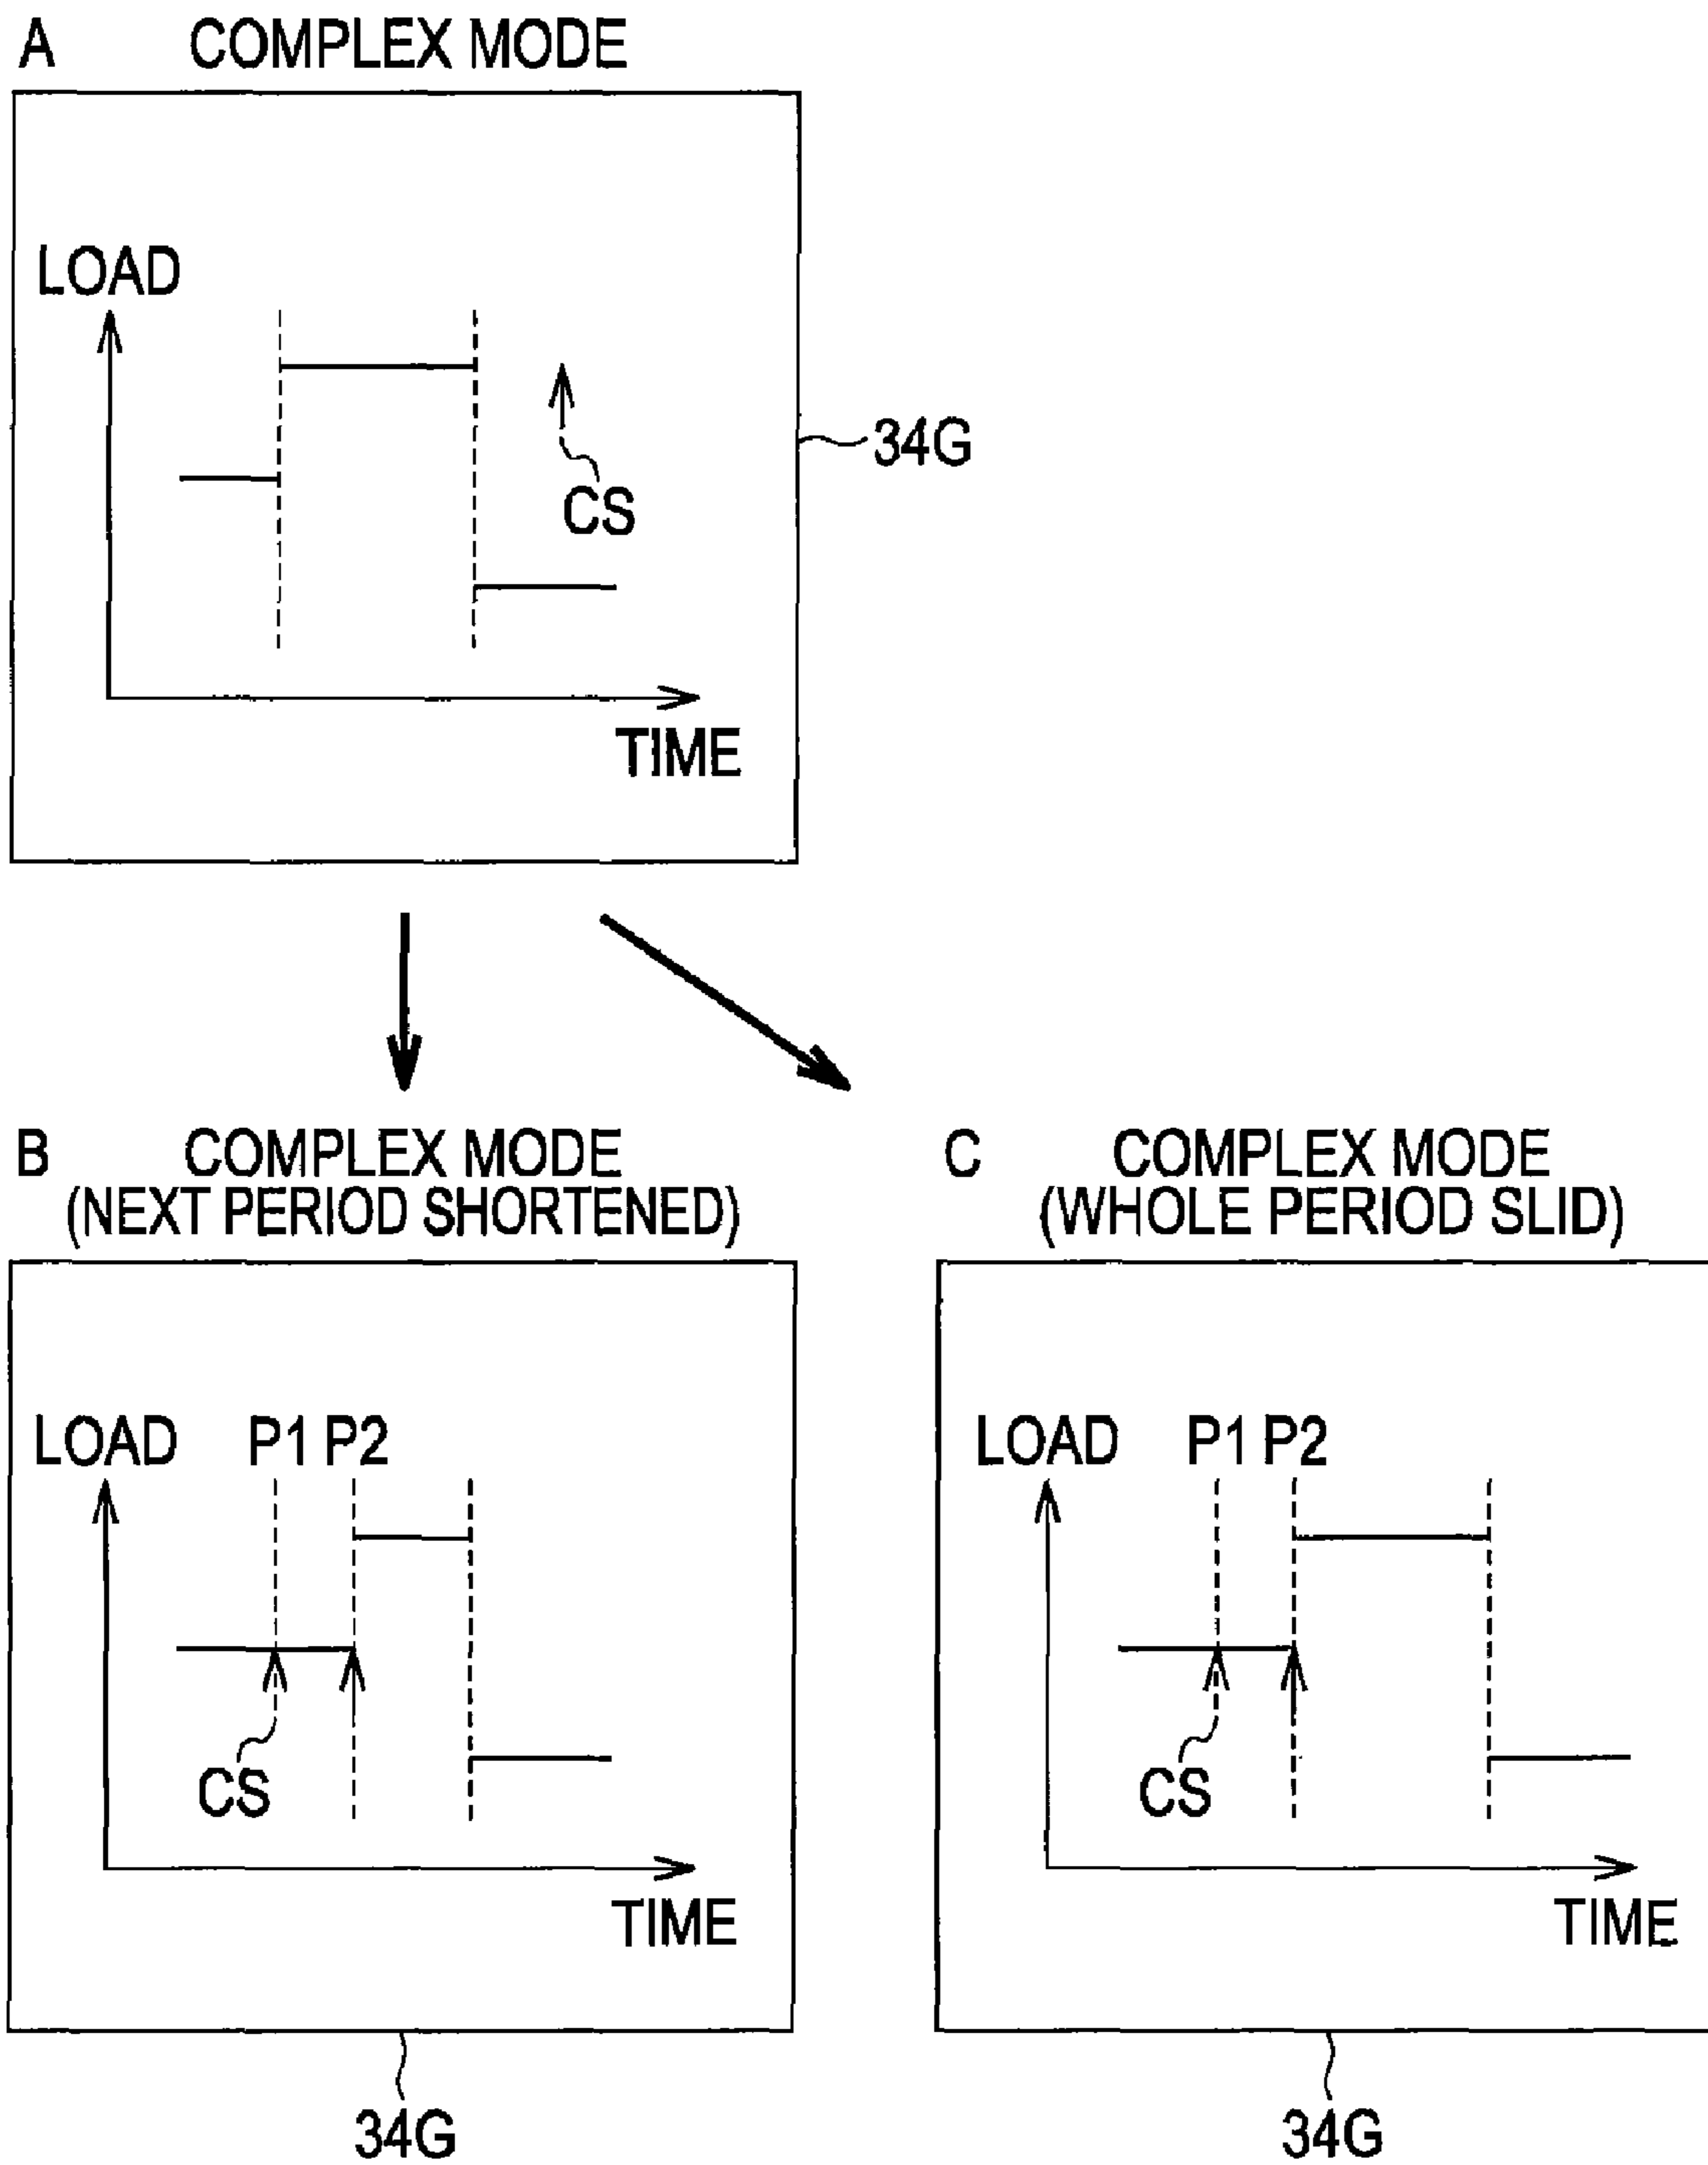 A COMPLEX MODE
LOAD
34G
CS
TIME
B COMPLEX MODE
(NEXT PERIOD SHORTENED)
LOAD P1 P2
CS
TIME
34G
C COMPLEX MODE
(WHOLE PERIOD SLID)
LOAD P1 P2
CS
TIME
34G